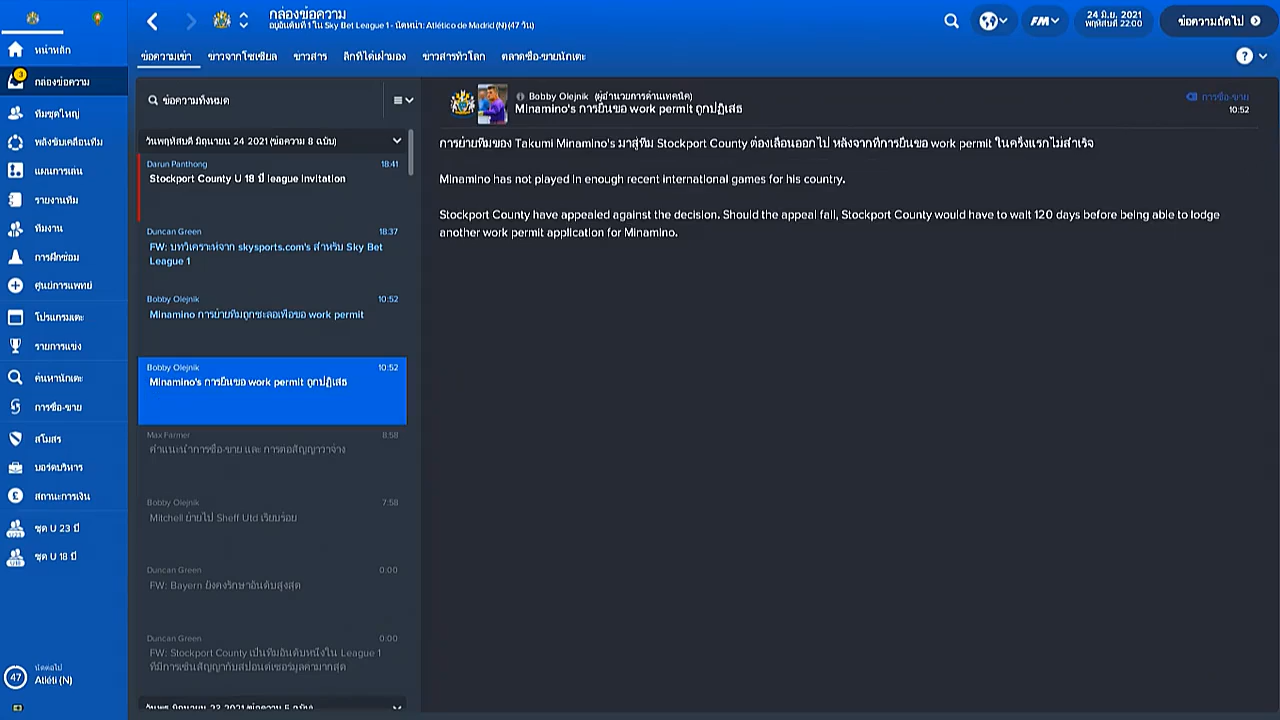 กล่องข้อความ
อยู่อันดับที่ 1 ใน Sky Bet League 1 - นัดหน้า: Atlético de Madrid (N) (47 วัน)
FM
24 มิ.ย. 2021
พฤหัสบดี 22:00
ข้อความถัดไป
ข้อความเข้า
ข่าวจากโซเชียล
ข่าวสาร
ลีกที่ได้เฝ้ามอง
ข่าวสารทั่วโลก
ตลาดซื้อ-ขายนักเตะ
?
หน้าหลัก
3
กล่องข้อความ
ทีมชุดใหญ่
พลังขับเคลื่อนทีม
แผนการเล่น
รายงานทีม
ทีมงาน
การฝึกซ้อม
ศูนย์การแพทย์
โปรแกรมเตะ
รายการแข่ง
ค้นหานักเตะ
การซื้อ-ขาย
สโมสร
บอร์ดบริหาร
สถานะการเงิน
ชุด U 23 ปี
ชุด U 18 ปี
47
นัดต่อไป
Atléti (N)
ข้อความทั้งหมด
วันพฤหัสบดี มิถุนายน 24 2021 (ข้อความ 8 ฉบับ)
Darun Panthong 18:41
Stockport County U 18 ปี league invitation
Duncan Green 18:37
FW: บทวิเคราะห์จาก skysports.com's สำหรับ Sky Bet
League 1
Bobby Olejnik 10:52
Minamino การย้ายทีมถูกชะลอเพื่อขอ work permit
Bobby Olejnik 10:52
Minamino's การยื่นขอ work permit ถูกปฏิเสธ
Max Farmer 8:58
คำแนะนำการซื้อ-ขาย และ การต่อสัญญาว่าจ้าง
Bobby Olejnik 7:58
Mitchell ย้ายไป Sheff Utd เรียบร้อย
Duncan Green 0:00
FW: Bayern ยังคงรักษาอันดับสูงสุด
Duncan Green 0:00
FW: Stockport County เป็นทีมอันดับหนึ่งใน League 1
ที่มีการเซ็นสัญญากับสปอนเซอร์มูลค่ามากสุด
วันพุธ มิถุนายน 23 2021 (ข้อความ 5 ฉบับ)
Bobby Olejnik (ผู้อำนวยการด้านเทคนิค)
Minamino's การยื่นขอ work permit ถูกปฏิเสธ
การซื้อ-ขาย
10:52
การย้ายทีมของ Takumi Minamino's มาสู่ทีม Stockport County ต้องเลื่อนออกไป หลังจากที่การยื่นขอ work permit ในครั้งแรกไม่สำเร็จ
Minamino has not played in enough recent international games for his country.
Stockport County have appealed against the decision. Should the appeal fail, Stockport County would have to wait 120 days before being able to lodge
another work permit application for Minamino.